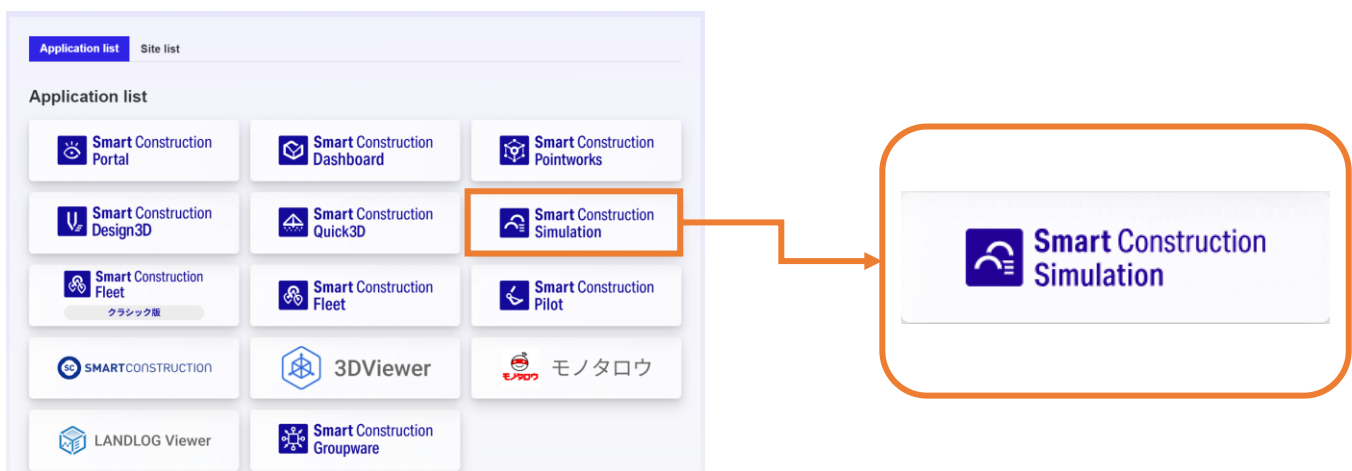 Application list Site list
Application list
Smart Construction
Portal
Smart Construction
Dashboard
Smart Construction
Pointworks
Smart Construction
Design3D
Smart Construction
Quick3D
Smart Construction
Simulation
Smart Construction
Fleet
クラシック版
Smart Construction
Fleet
Smart Construction
Pilot
SC SMARTCONSTRUCTION
3DViewer
モノタロウ モノタロウ
LANDLOG Viewer
Smart Construction
Groupware
Smart Construction
Simulation